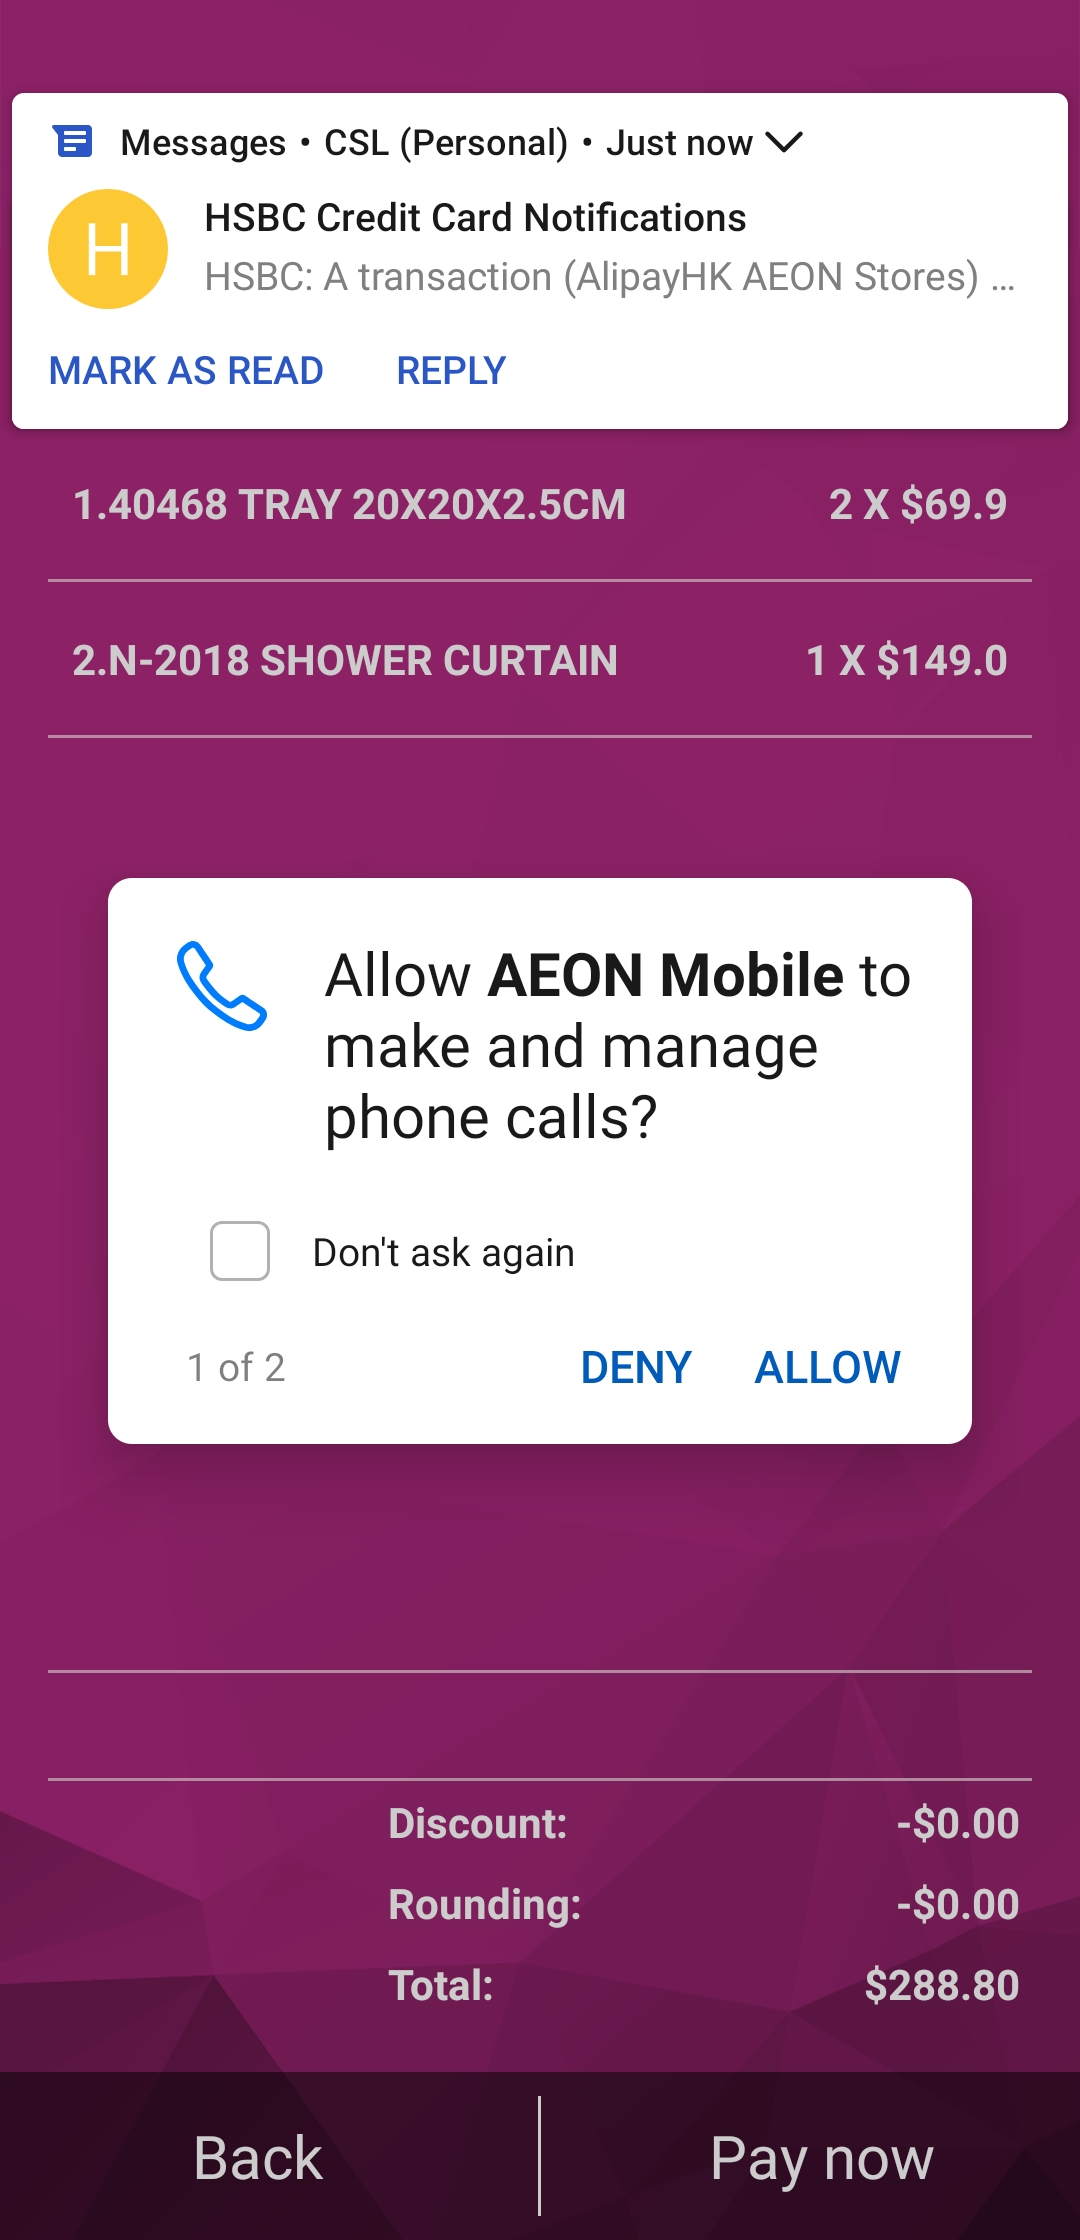 Messages • CSL (Personal) • Just now
H
HSBC Credit Card Notifications
HSBC: A transaction (AlipayHK AEON Stores) ...
MARK AS READ REPLY
1.40468 TRAY 20X20X2.5CM 2 X $69.9
2.N-2018 SHOWER CURTAIN 1 X $149.0
Allow AEON Mobile to
make and manage
phone calls?
Don't ask again
1 of 2 DENY ALLOW
Discount: -$0.00
Rounding: -$0.00
Total: $288.80
Back Pay now